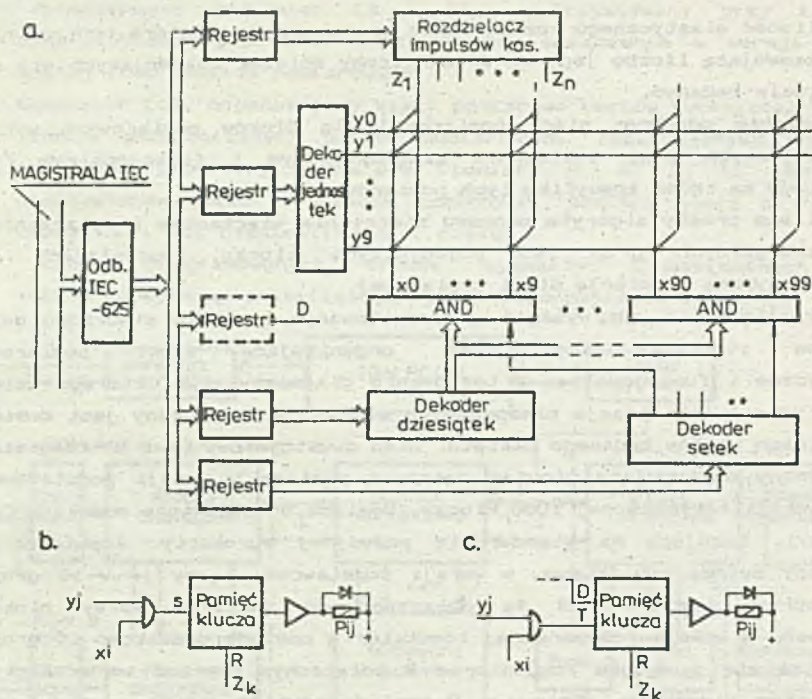 a.
Rejestr
Rozdzielacz
impulsów kas.
Z1 • • • Zn
MAGISTRALA IEC
Odb.
IEC
-625
Rejestr
Deko
der
jednos
tek
y0
y1
y9
x0 • • • x9 x90 • • • x99
Rejestr
D
AND • • • AND
Rejestr
Dekoder
dziesiątek
Dekoder
setek
Rejestr
b.
yj
xi
s
Pamięć
klucza
R
Zk
Pij
c.
yj
xi
D
T
Pamięć
klucza
R
Zk
Pij